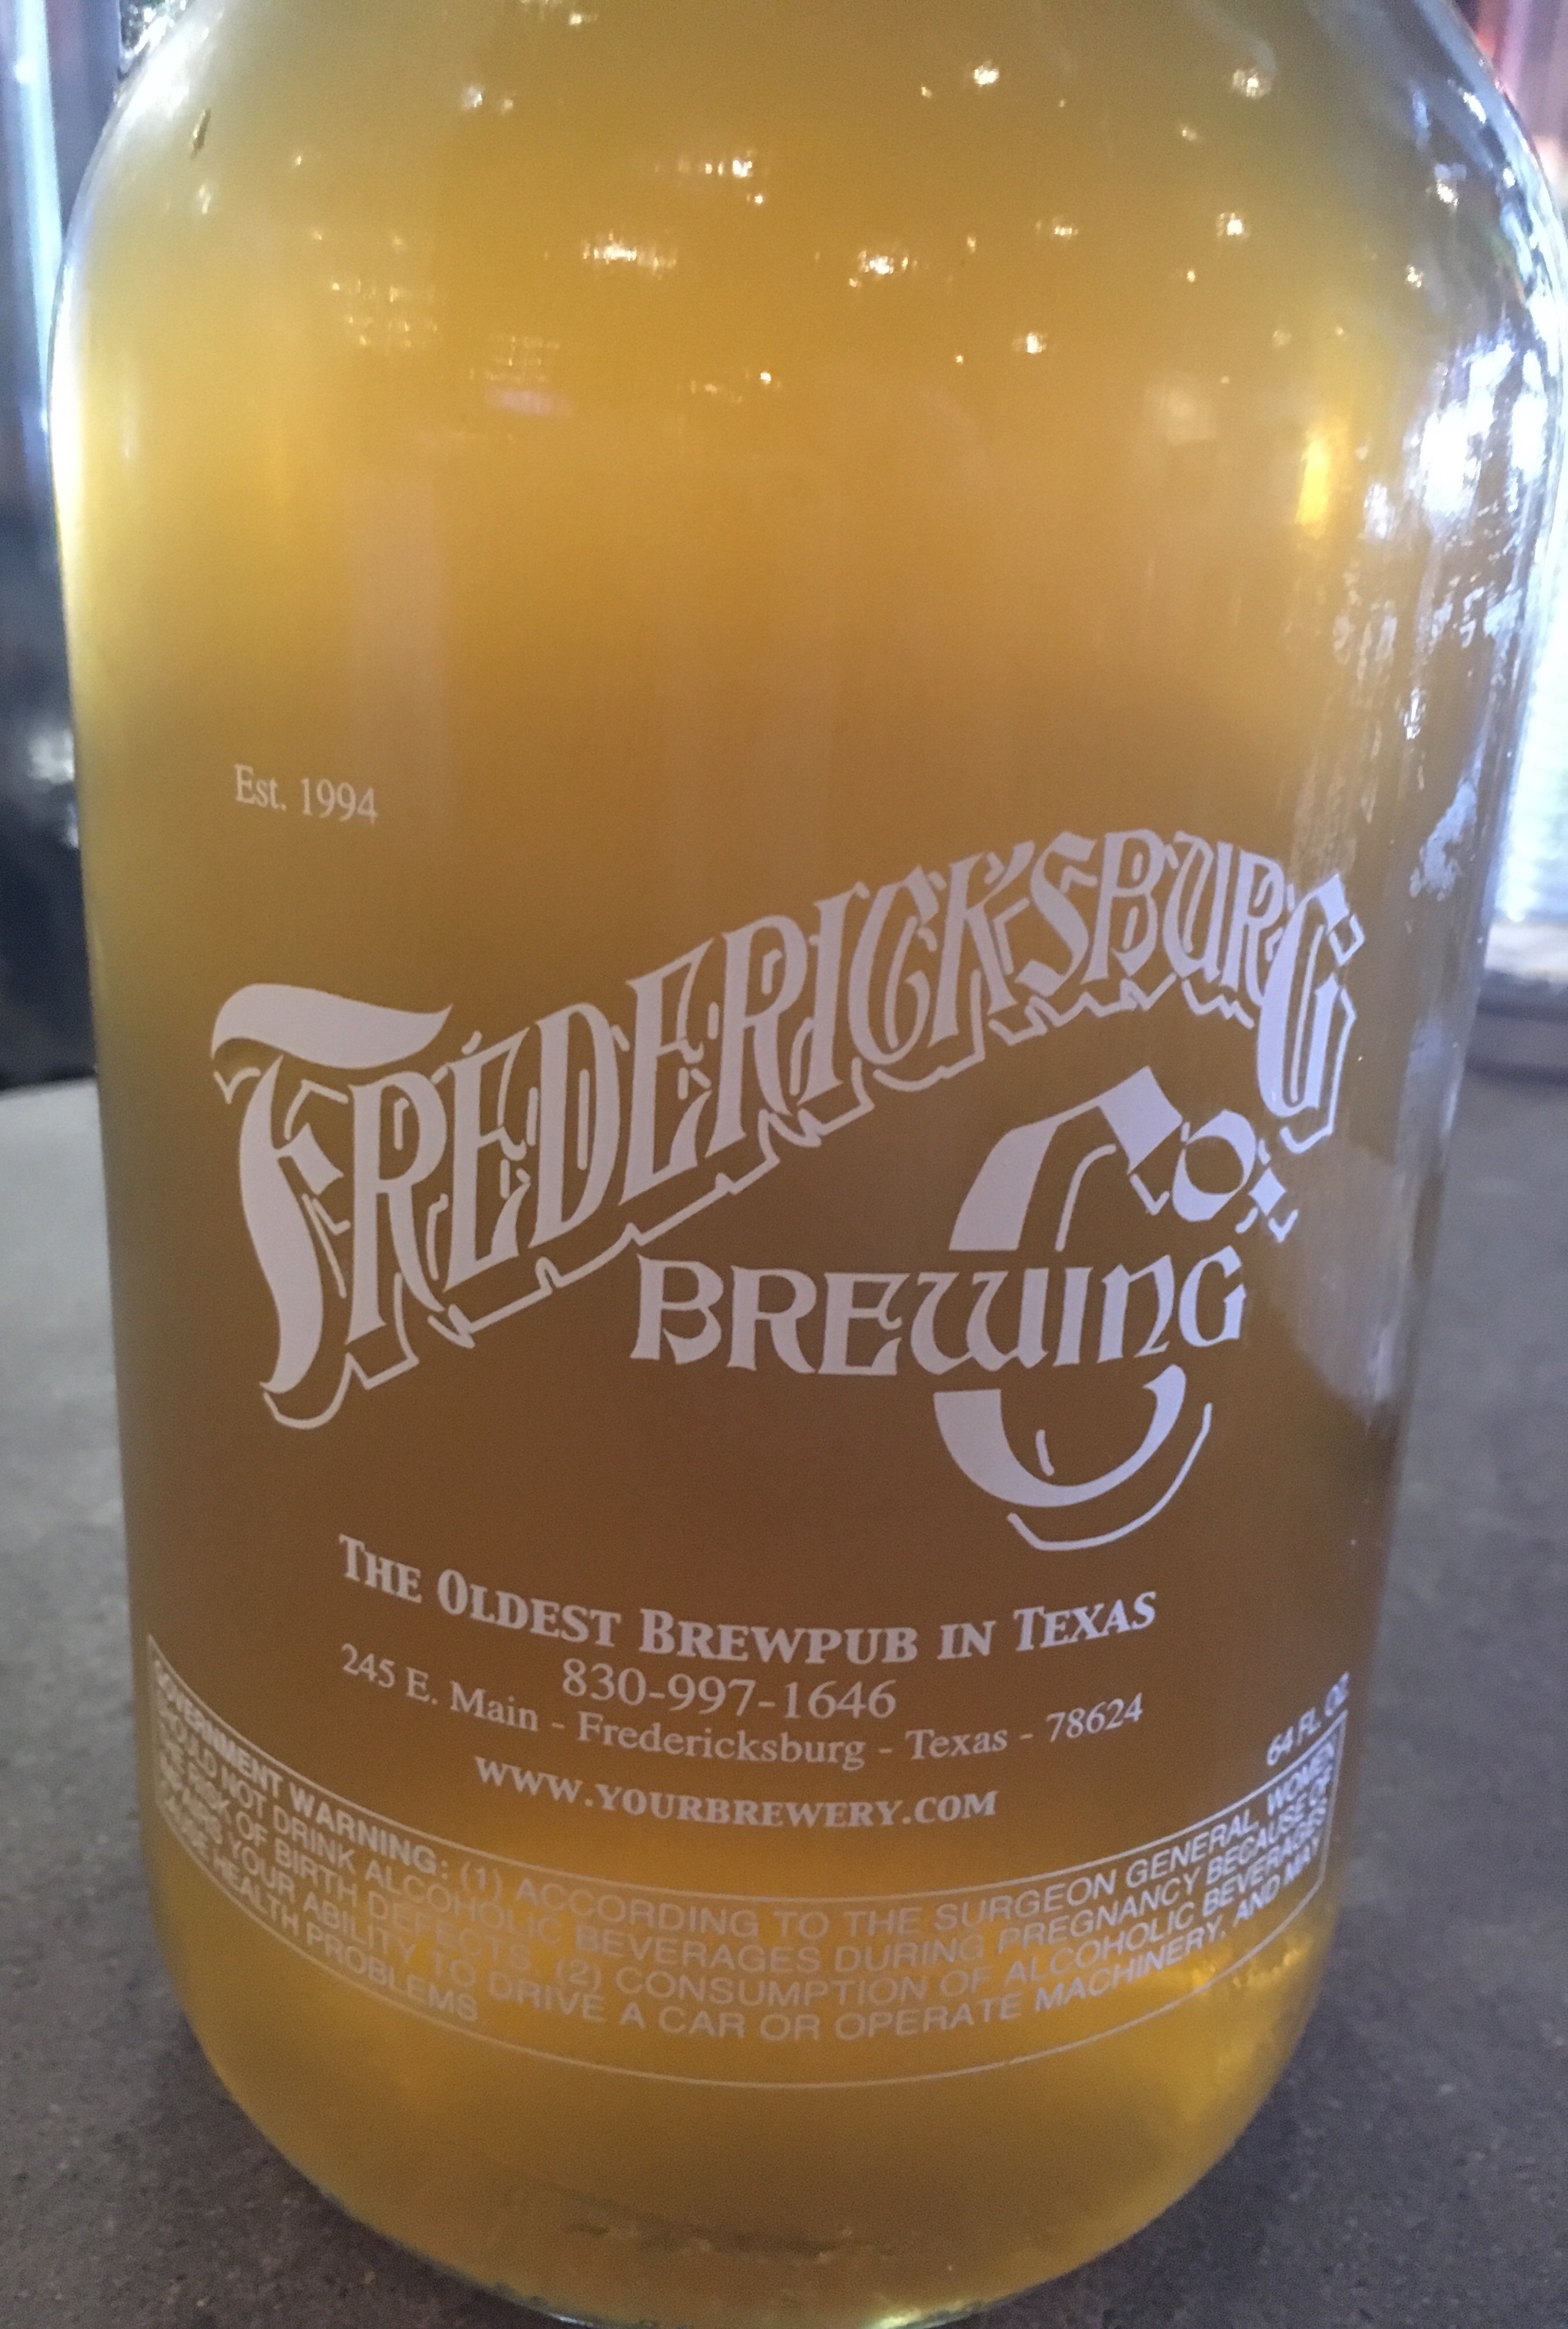 Est. 1994
FREDERICKSBURG
Co.
BREWING
THE OLDEST BREWPUB IN TEXAS
830-997-1646
245 E. Main - Fredericksburg - Texas - 78624
WWW.YOURBREWERY.COM
64 FL OZ
GOVERNMENT WARNING: (1) ACCORDING TO THE SURGEON GENERAL, WOMEN
SHOULD NOT DRINK ALCOHOLIC BEVERAGES DURING PREGNANCY BECAUSE OF
THE RISK OF BIRTH DEFECTS. (2) CONSUMPTION OF ALCOHOLIC BEVERAGES
IMPAIRS YOUR ABILITY TO DRIVE A CAR OR OPERATE MACHINERY, AND MAY
CAUSE HEALTH PROBLEMS.